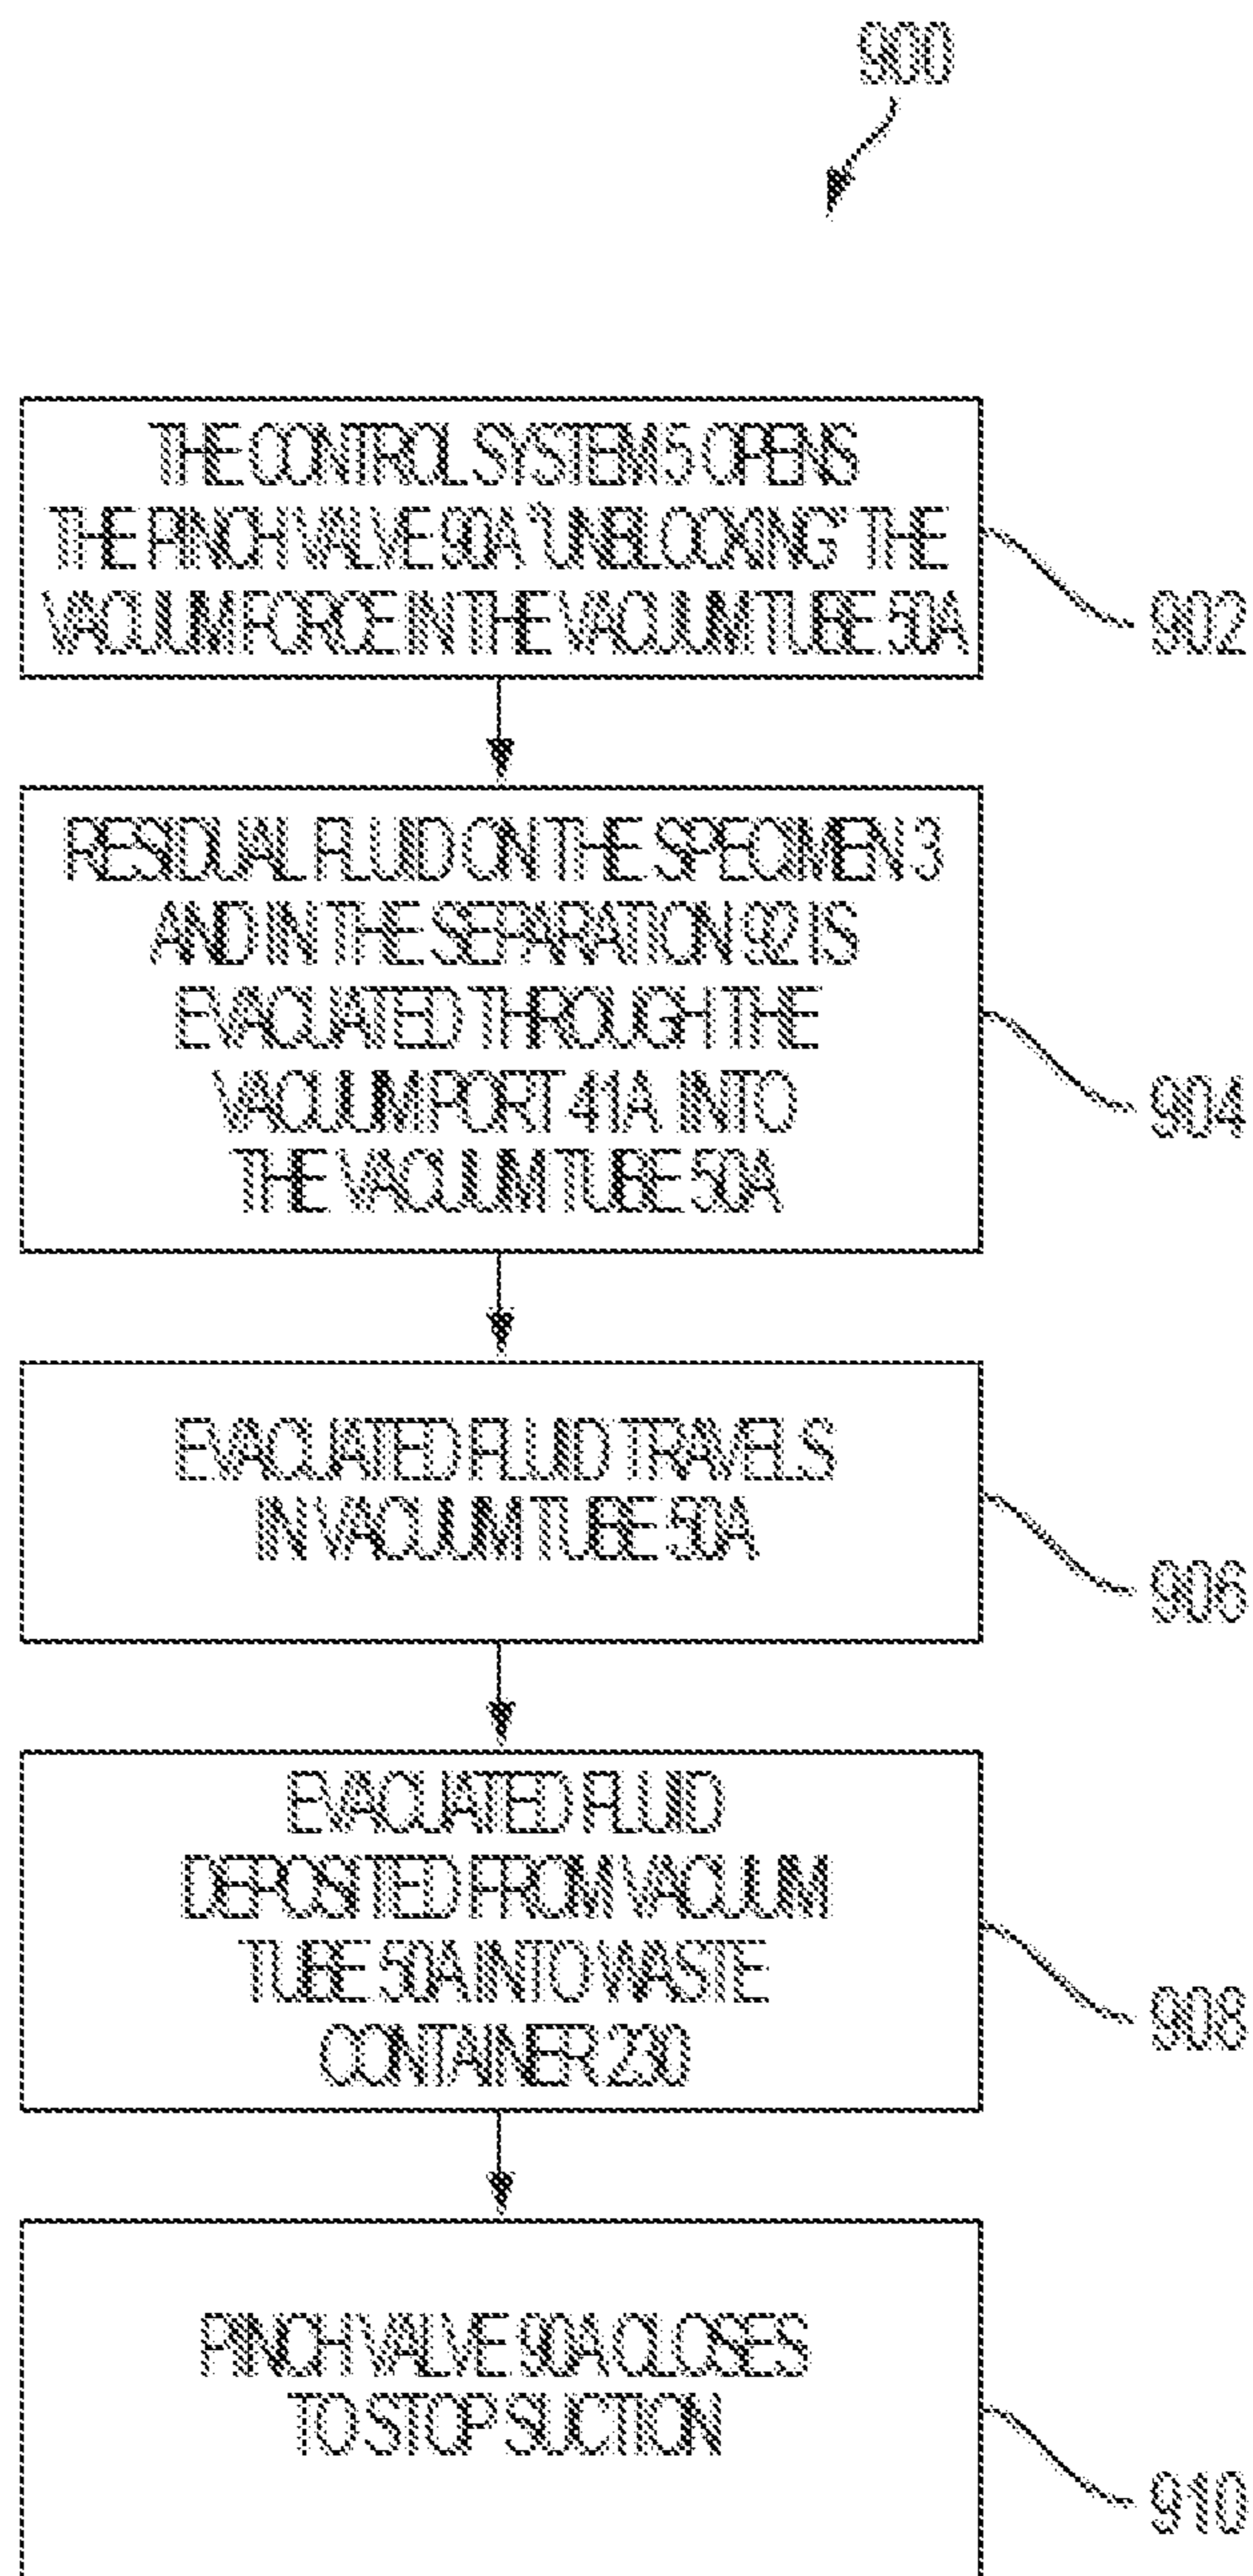 900
THE CONTROL SYSTEM 5 OPENS
THE PINCH VALVE 90A "UNBLOCKING" THE
VACUUM FORCE IN THE VACUUM TUBE 50A
902
RESIDUAL FLUID ON THE SPECIMEN 3
AND IN THE SEPARATION 92 IS
EVACUATED THROUGH THE
VACUUM PORT 41A INTO
THE VACUUM TUBE 50A
904
EVACUATED FLUID TRAVELS
IN VACUUM TUBE 50A
906
EVACUATED FLUID
DEPOSITED FROM VACUUM
TUBE 50A INTO WASTE
CONTAINER 230
908
PINCH VALVE 90A CLOSES
TO STOP SUCTION
910